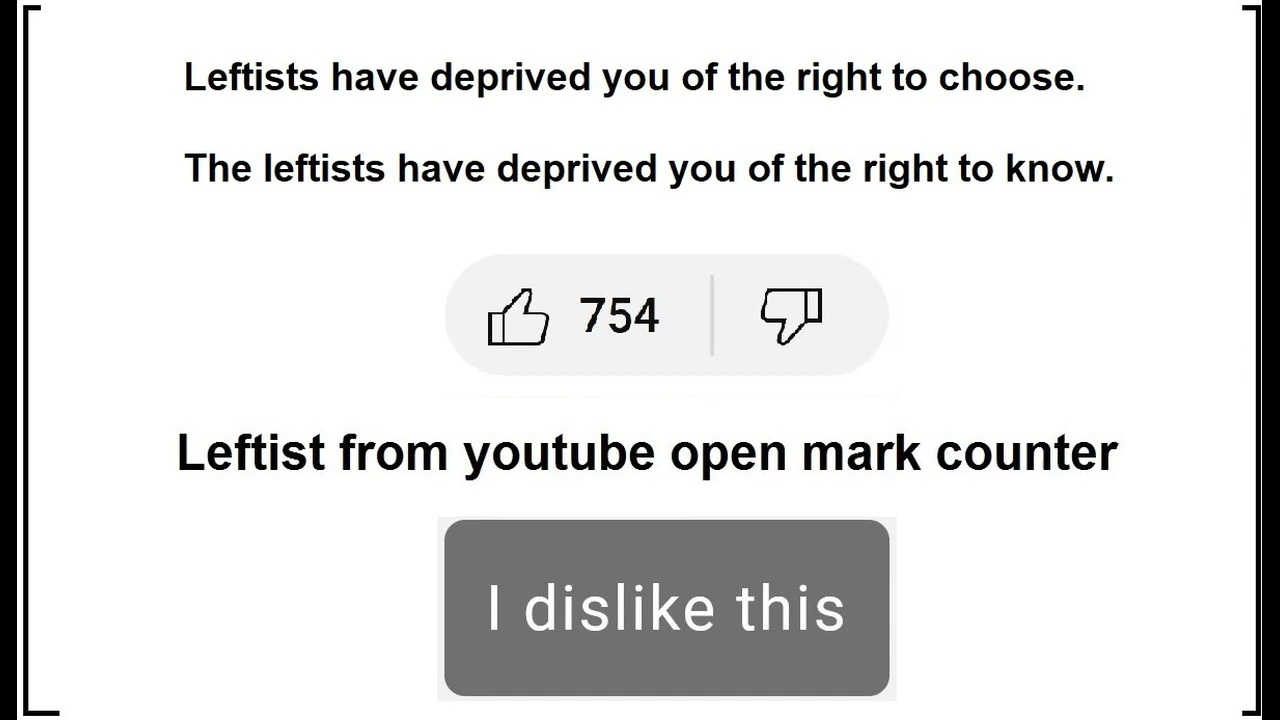 Leftists have deprived you of the right to choose.
The leftists have deprived you of the right to know.
754
Leftist from youtube open mark counter
I dislike this